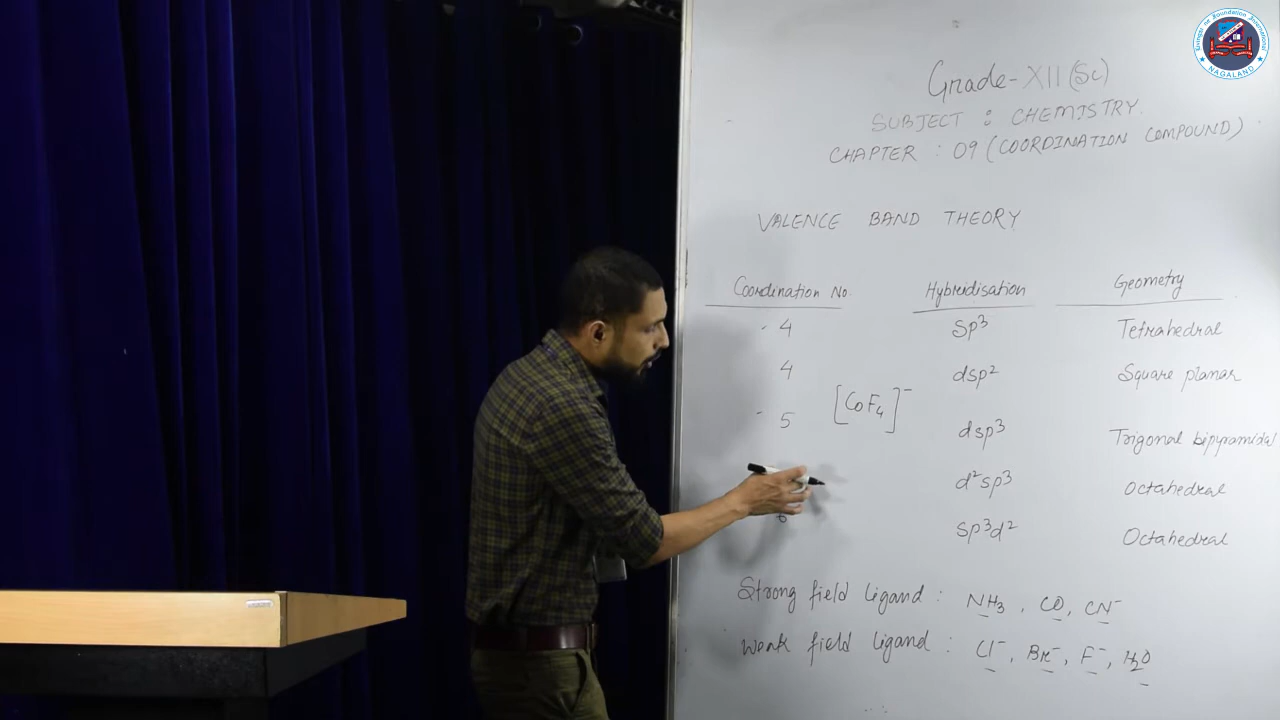 Grade-XII(Sc)
SUBJECT : CHEMISTRY.
CHAPTER : 09 (COORDINATION COMPOUND)
VALENCE BAND THEORY
Coordination No. Hybridisation Geometry
4 Sp³ Tetrahedral
4 dsp² Square planar
[CoF₄]⁻
5 dsp³ Trigonal bipyramidal
d²sp³ Octahedral
6 Sp³d² Octahedral
Strong field ligand : NH₃, CO, CN⁻
Weak field ligand : Cl⁻, Br⁻, F⁻, H₂O
NAGALAND